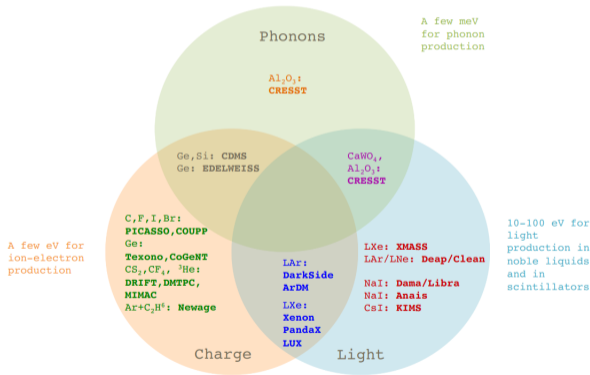 Phonons
A few meV
for phonon
production
Al₂O₃:
CRESST
Ge,Si: CDMS
Ge: EDELWEISS
CaWO₄,
Al₂O₃:
CRESST
A few eV for
ion-electron
production
C,F,I,Br:
PICASSO,COUPP
Ge:
Texono,CoGeNT
CS₂,CF₄, ³He:
DRIFT,DMTPC,
MIMAC
Ar+C₂H⁶: Newage
LAr:
DarkSide
ArDM
LXe:
Xenon
PandaX
LUX
LXe: XMASS
LAr/LNe: Deap/Clean
NaI: Dama/Libra
NaI: Anais
CsI: KIMS
10-100 eV for
light
production in
noble liquids
and in
scintillators
Charge
Light